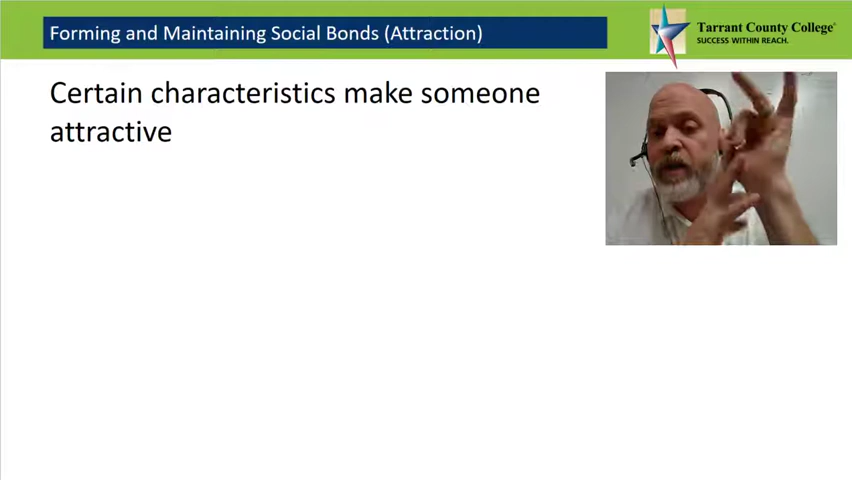 Forming and Maintaining Social Bonds (Attraction)
Tarrant County College®
SUCCESS WITHIN REACH.
Certain characteristics make someone
attractive